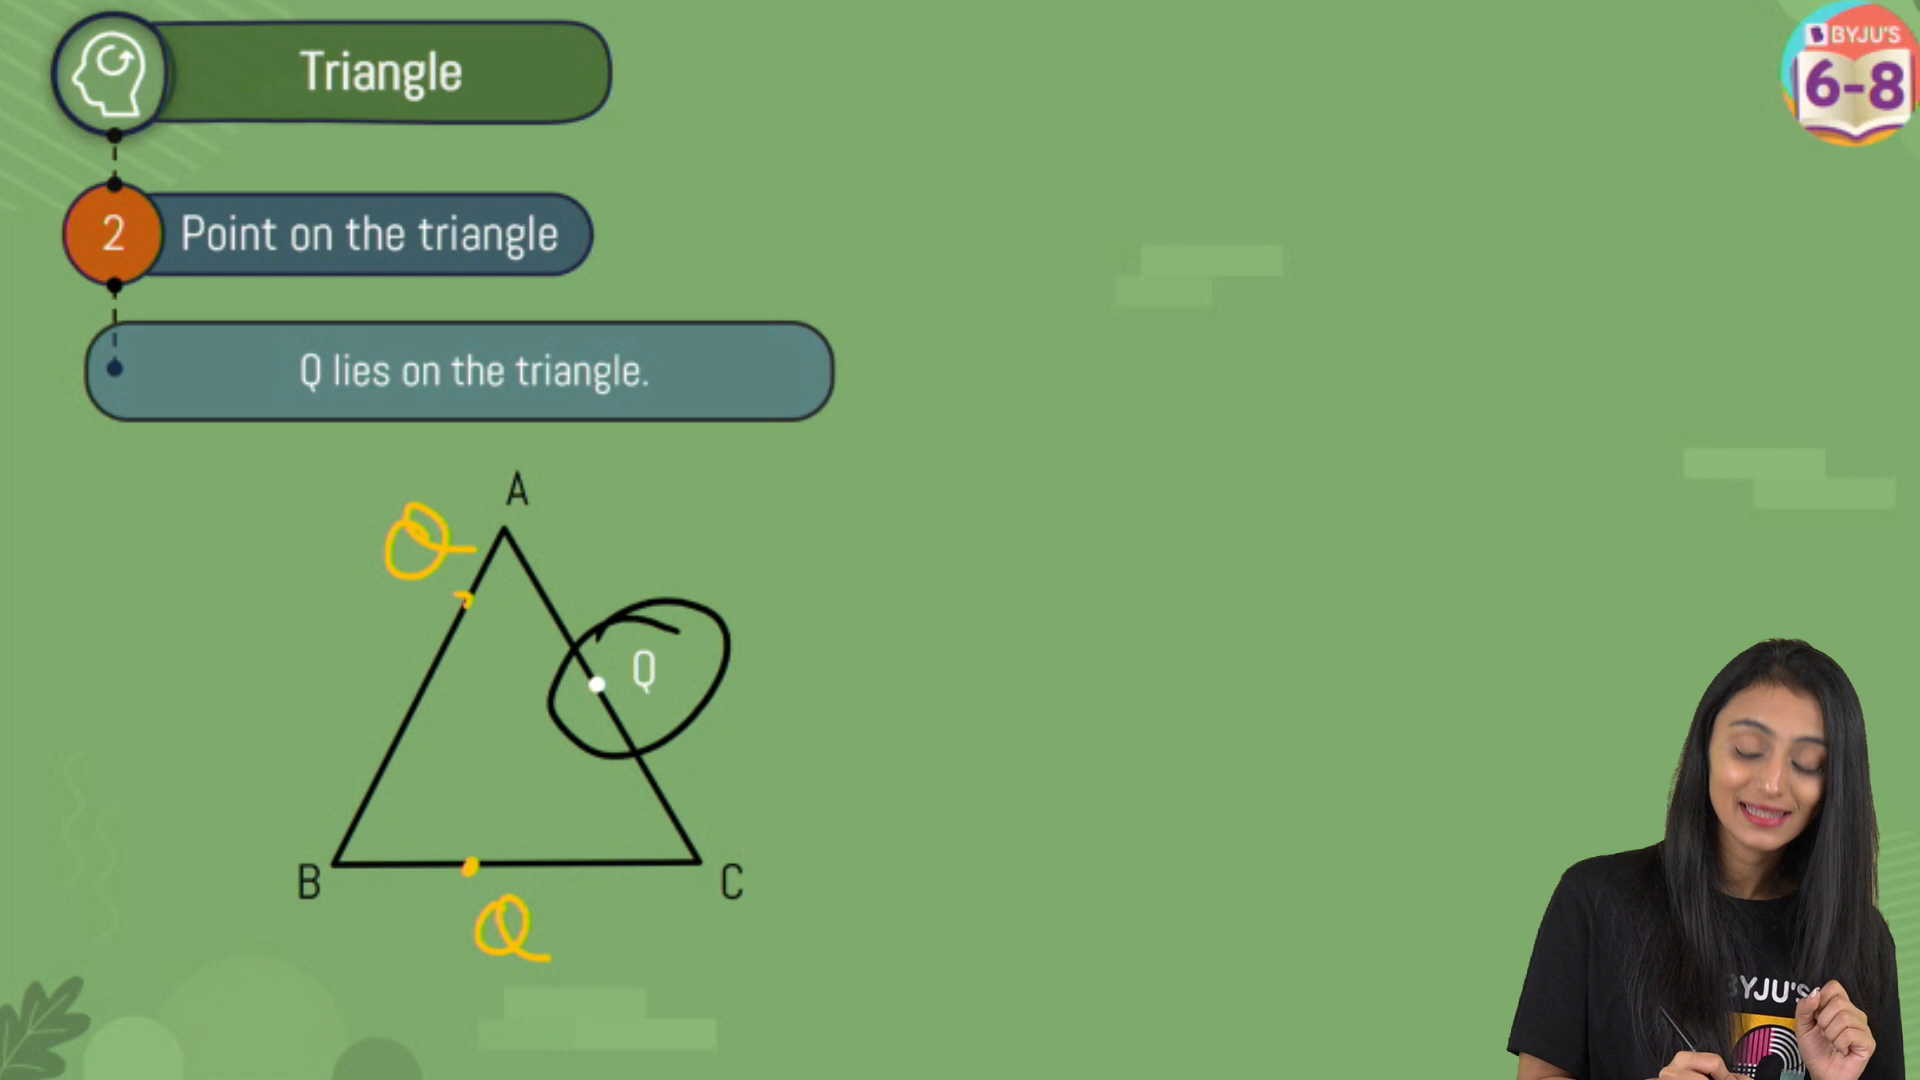 Triangle
BYJU'S
6-8
2 Point on the triangle
Q lies on the triangle.
A
Q
Q
B
C
Q
BYJU'S